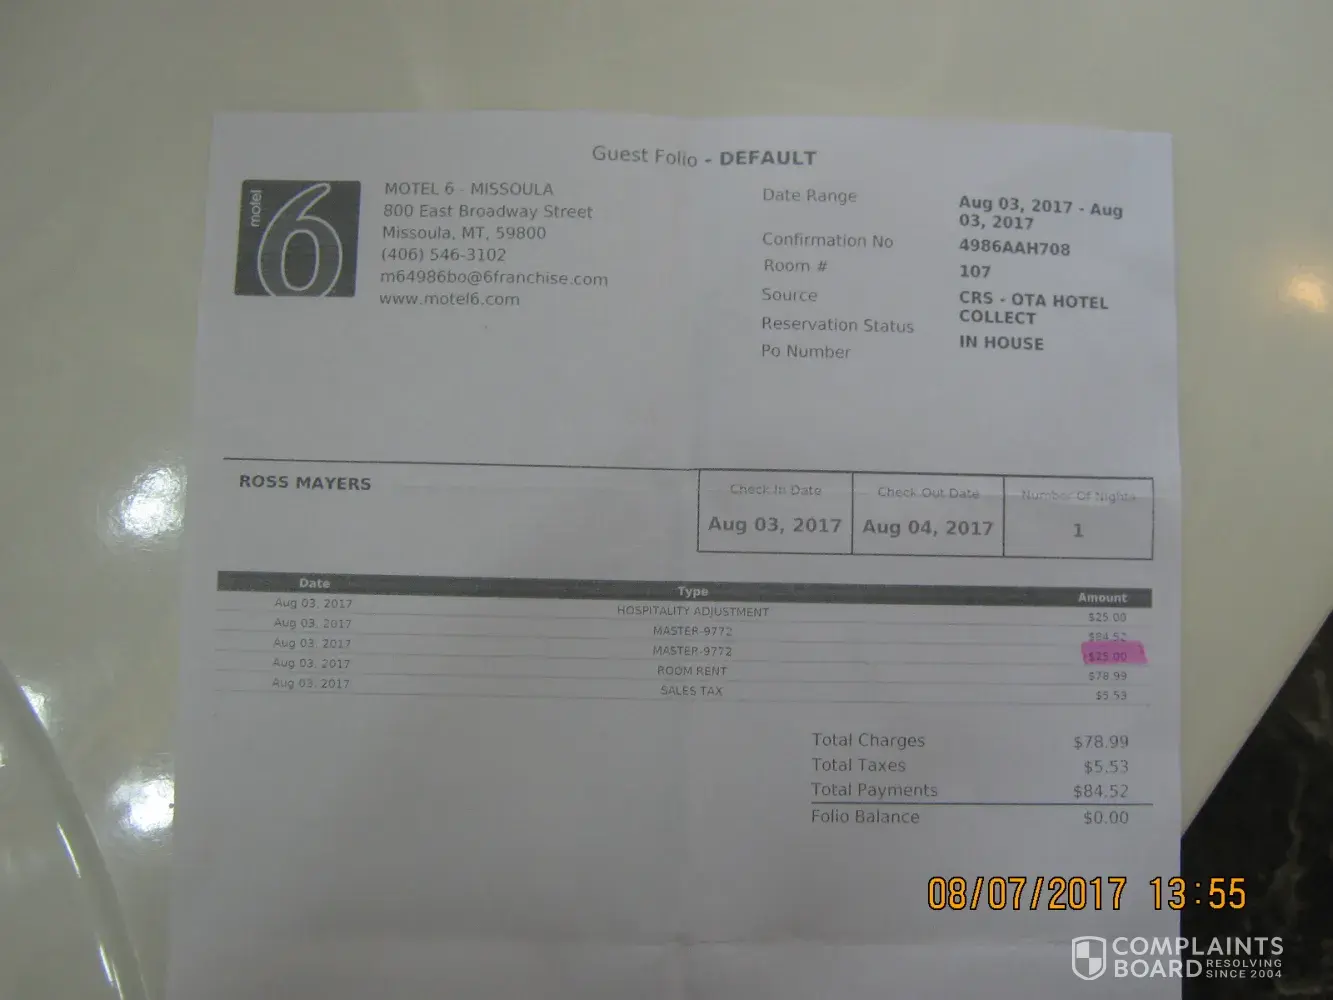 Guest Folio - DEFAULT
motel
6
MOTEL 6 - MISSOULA
800 East Broadway Street
Missoula, MT, 59800
(406) 546-3102
m64986bo@6franchise.com
www.motel6.com
Date Range Aug 03, 2017 - Aug
03, 2017
Confirmation No 4986AAH708
Room # 107
Source CRS - OTA HOTEL
COLLECT
Reservation Status IN HOUSE
Po Number
ROSS MAYERS
Check In Date Check Out Date Number Of Nights
Aug 03, 2017 Aug 04, 2017 1
Date Type Amount
Aug 03, 2017 HOSPITALITY ADJUSTMENT $25.00
Aug 03, 2017 MASTER-9772 $84.52
Aug 03, 2017 MASTER-9772 $25.00
Aug 03, 2017 ROOM RENT $78.99
Aug 03, 2017 SALES TAX $5.53
Total Charges $78.99
Total Taxes $5.53
Total Payments $84.52
Folio Balance $0.00
08/07/2017 13:55
COMPLAINTS
BOARD RESOLVING
SINCE 2004